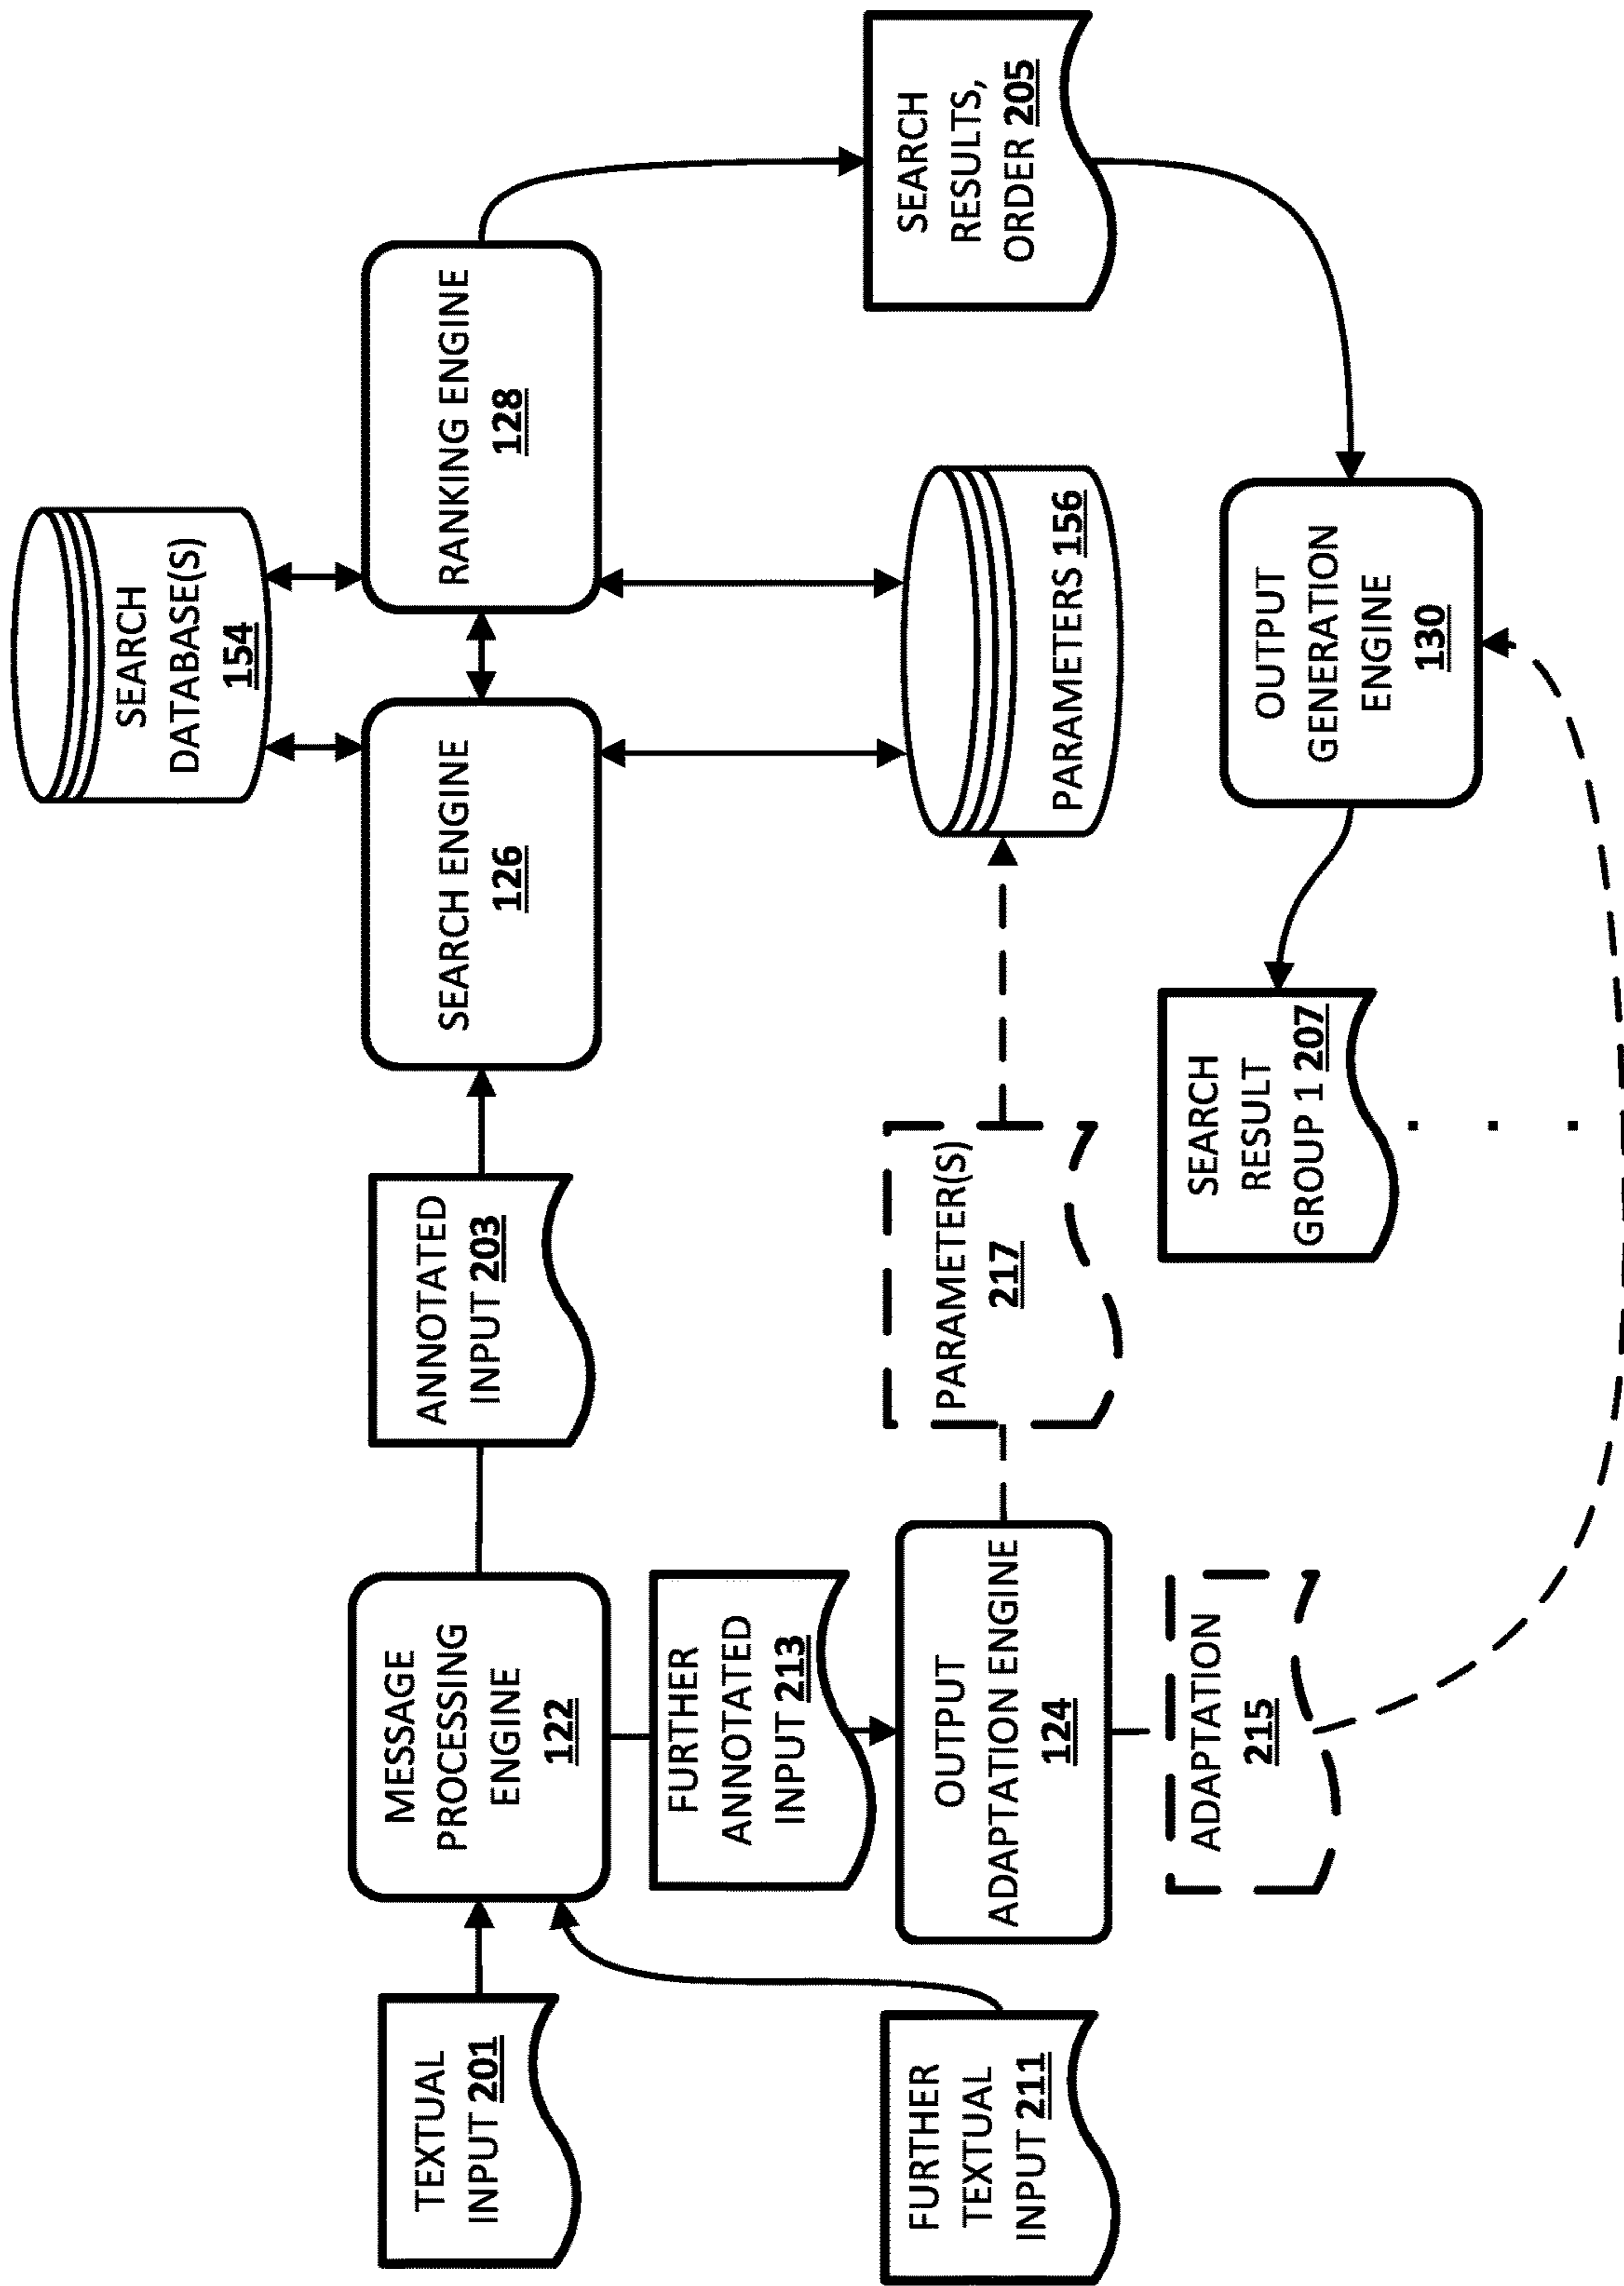 SEARCH
DATABASE(S)
154
TEXTUAL
INPUT 201
MESSAGE
PROCESSING
ENGINE
122
ANNOTATED
INPUT 203
SEARCH ENGINE
126
RANKING ENGINE
128
FURTHER
TEXTUAL
INPUT 211
FURTHER
ANNOTATED
INPUT 213
OUTPUT
ADAPTATION ENGINE
124
PARAMETER(S)
217
PARAMETERS 156
SEARCH
RESULTS,
ORDER 205
ADAPTATION
215
SEARCH
RESULT
GROUP 1 207
OUTPUT
GENERATION
ENGINE
130